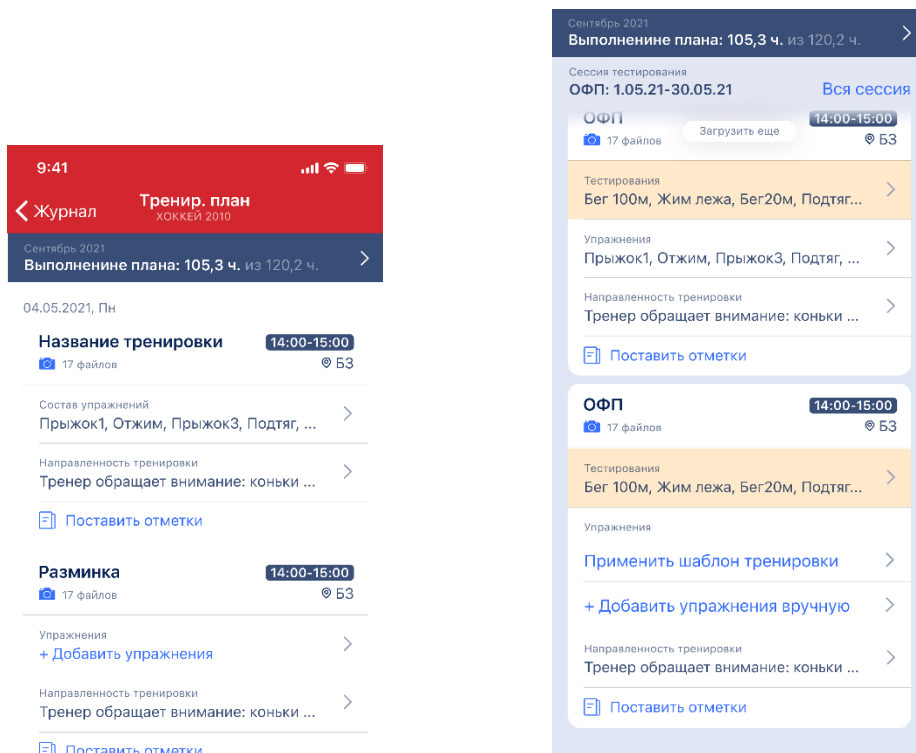 9:41
Журнал
Тренир. план
ХОККЕЙ 2010
Сентябрь 2021
Выполненине плана: 105,3 ч. из 120,2 ч.
04.05.2021, Пн
Название тренировки 14:00-15:00
17 файлов БЗ
Состав упражнений
Прыжок1, Отжим, Прыжок3, Подтяг, ...
Направленность тренировки
Тренер обращает внимание: коньки ...
Поставить отметки
Разминка 14:00-15:00
17 файлов БЗ
Упражнения
+ Добавить упражнения
Направленность тренировки
Тренер обращает внимание: коньки ...
Поставить отметки
Сентябрь 2021
Выполненине плана: 105,3 ч. из 120,2 ч.
Сессия тестирования
ОФП: 1.05.21-30.05.21 Вся сессия
ОФП 14:00-15:00
17 файлов Загрузить еще БЗ
Тестирования
Бег 100м, Жим лежа, Бег20м, Подтяг...
Упражнения
Прыжок1, Отжим, Прыжок3, Подтяг, ...
Направленность тренировки
Тренер обращает внимание: коньки ...
Поставить отметки
ОФП 14:00-15:00
17 файлов БЗ
Тестирования
Бег 100м, Жим лежа, Бег20м, Подтяг...
Упражнения
Применить шаблон тренировки
+ Добавить упражнения вручную
Направленность тренировки
Тренер обращает внимание: коньки ...
Поставить отметки